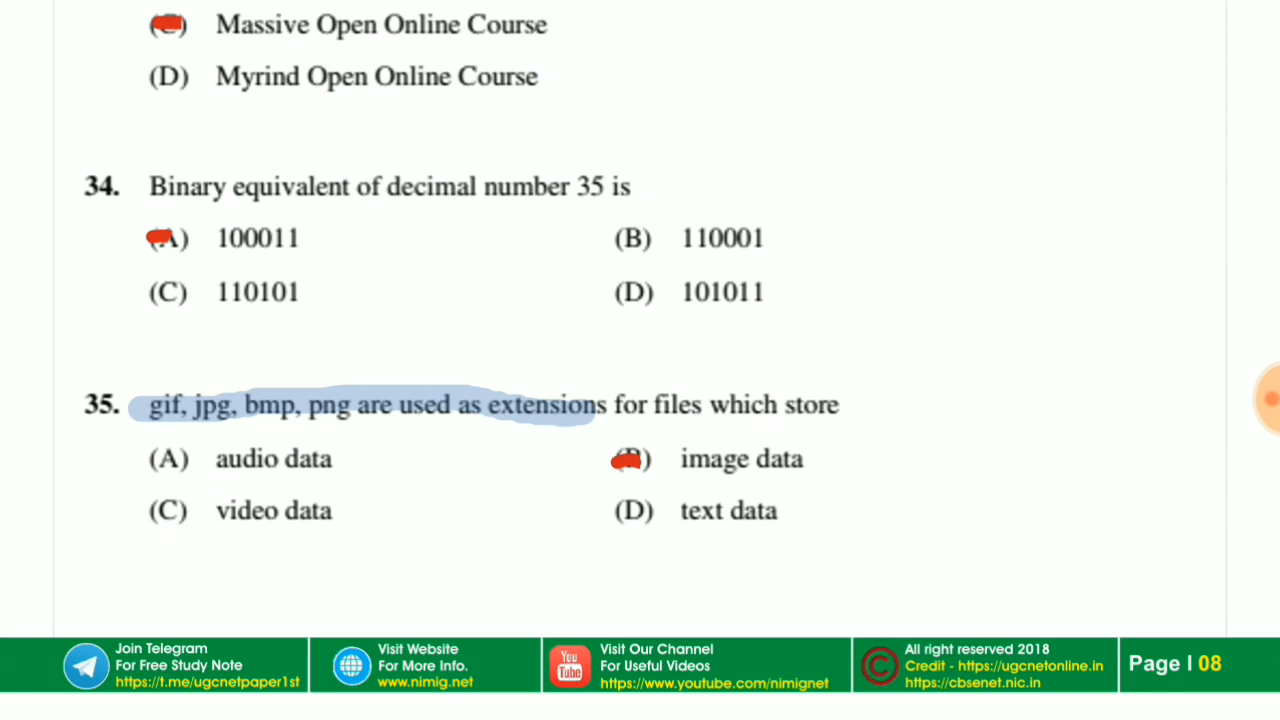 Massive Open Online Course
(D) Myrind Open Online Course
34. Binary equivalent of decimal number 35 is
(A) 100011 (B) 110001
(C) 110101 (D) 101011
35. gif, jpg, bmp, png are used as extensions for files which store
(A) audio data (B) image data
(C) video data (D) text data
Join Telegram
For Free Study Note
https://t.me/ugcnetpaper1st
Visit Website
For More Info.
www.nimig.net
You
Tube
Visit Our Channel
For Useful Videos
https://www.youtube.com/nimignet
All right reserved 2018
Credit - https://ugcnetonline.in
https://cbsenet.nic.in
Page | 08